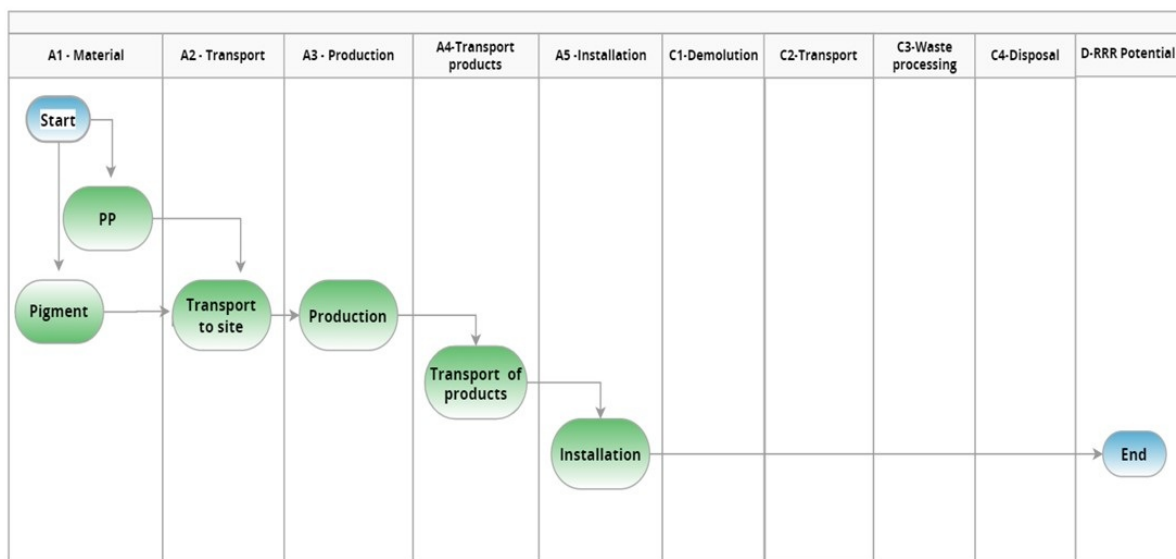 A1 - Material
A2 - Transport
A3 - Production
A4-Transport
products
A5 -Installation
C1-Demolution
C2-Transport
C3-Waste
processing
C4-Disposal
D-RRR Potential
Start
PP
Pigment
Transport
to site
Production
Transport of
products
Installation
End